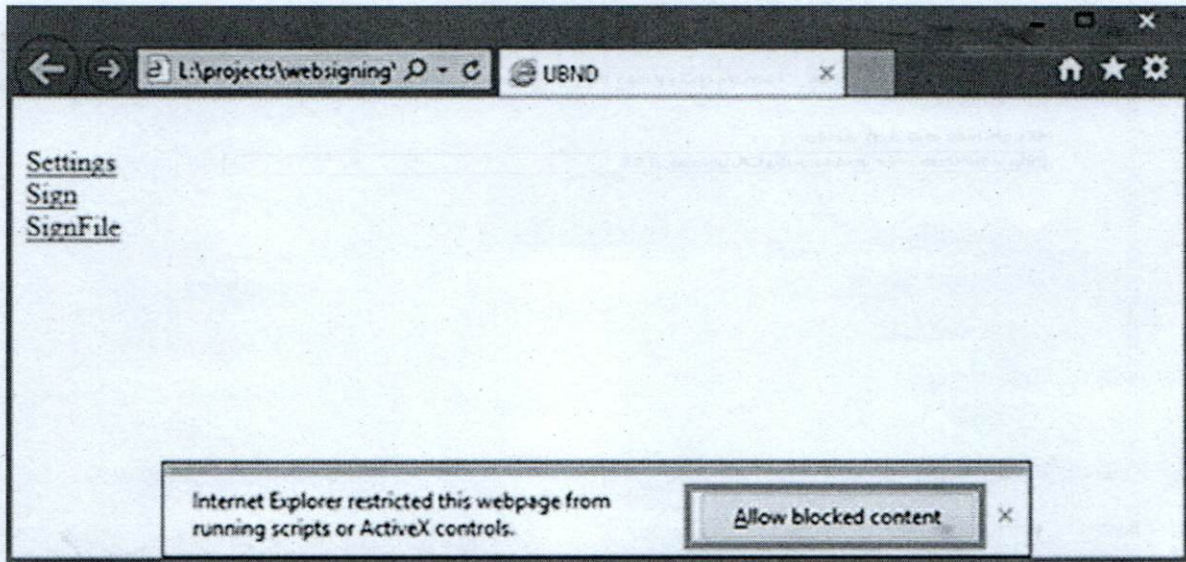 L:\projects\websigning'
UBND
Settings
Sign
SignFile
Internet Explorer restricted this webpage from
running scripts or ActiveX controls.
Allow blocked content